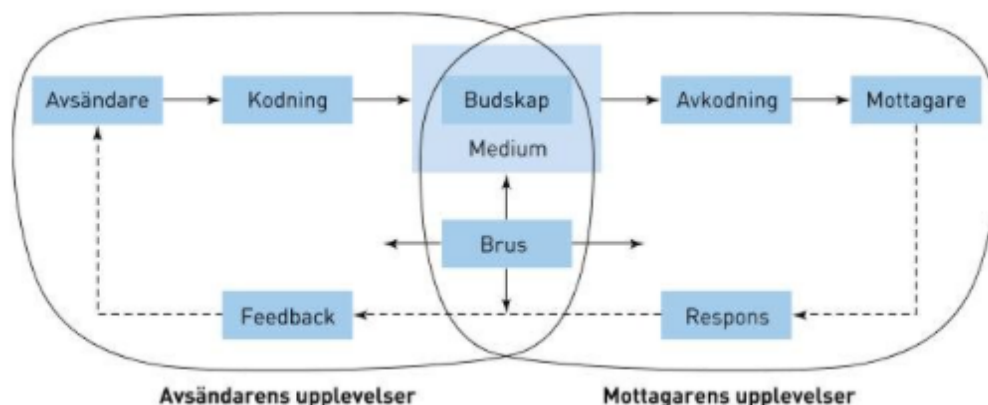 Avsändare
Kodning
Budskap
Avkodning
Mottagare
Medium
Brus
Feedback
Respons
Avsändarens upplevelser
Mottagarens upplevelser